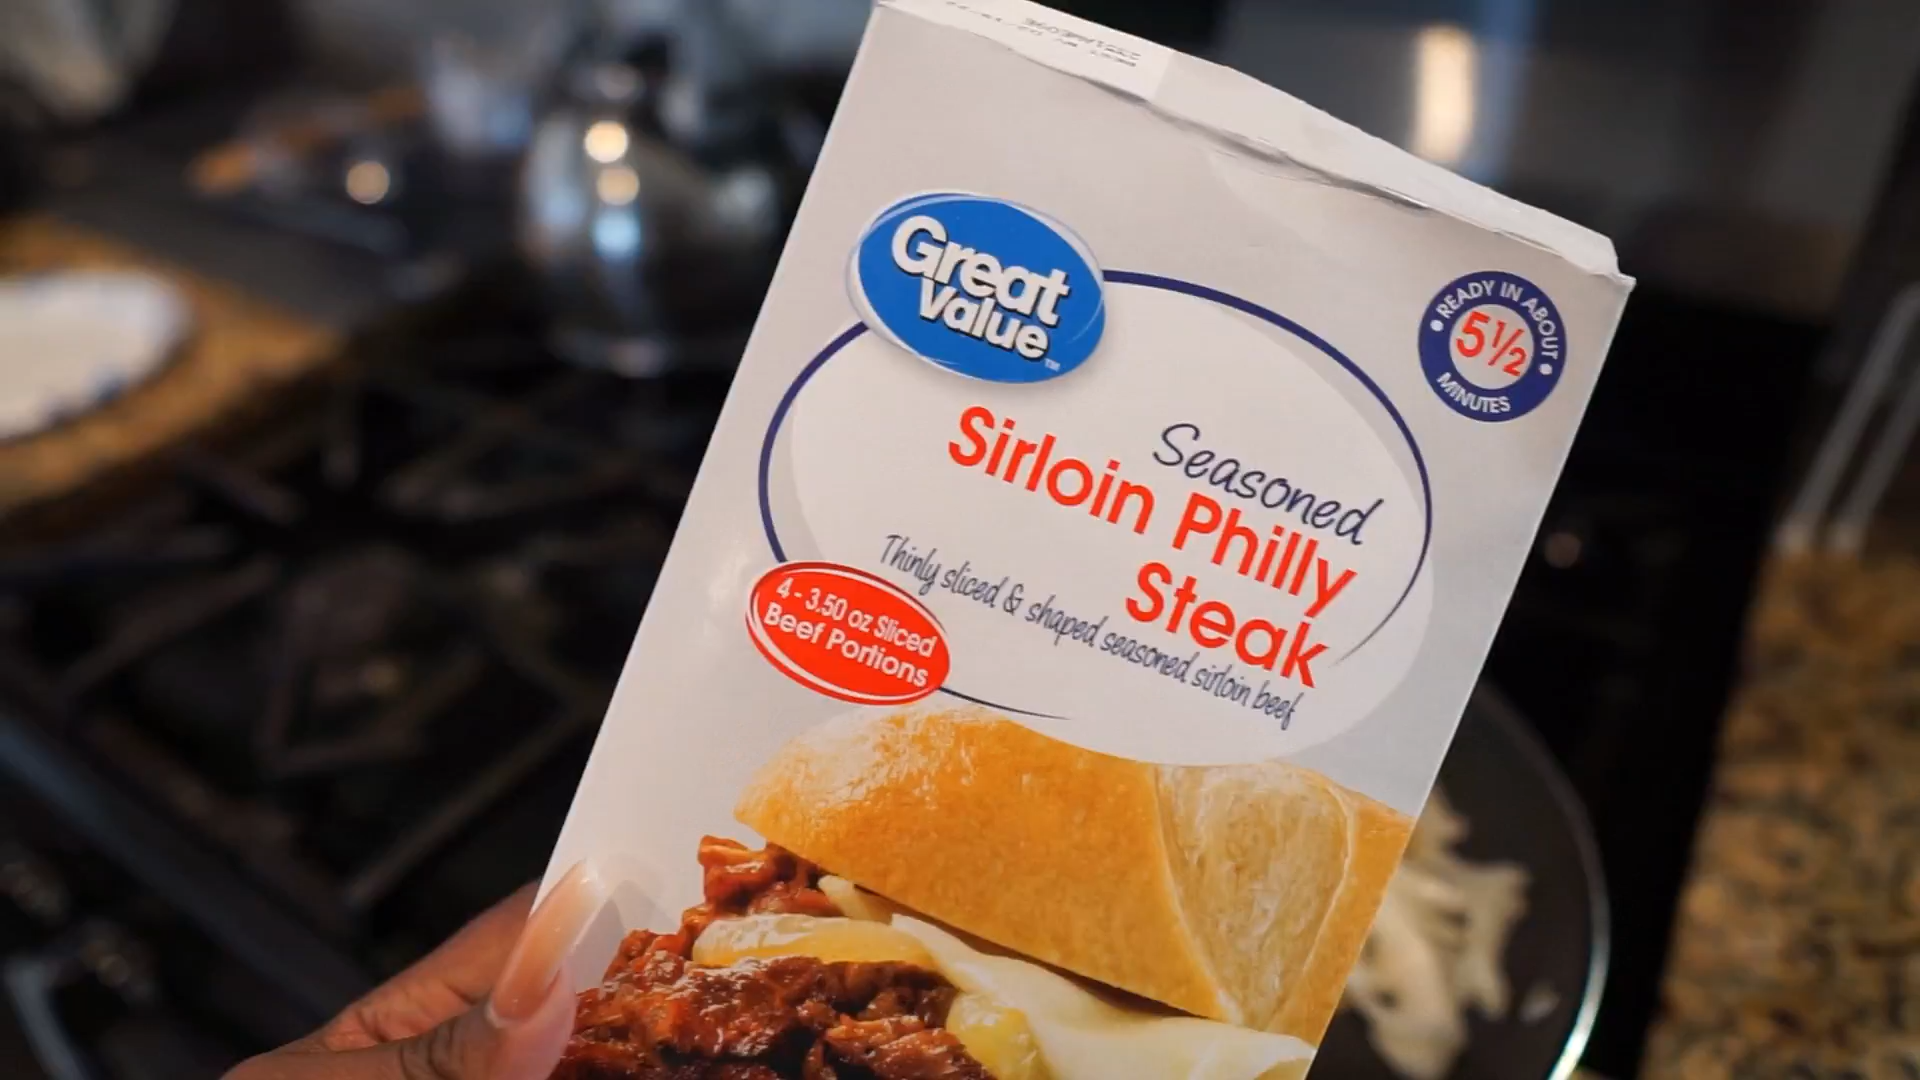 Great
Value
TM
READY IN ABOUT
5½
MINUTES
Seasoned
Sirloin Philly
Steak
Thinly sliced & shaped seasoned sirloin beef
4 - 3.50 oz Sliced
Beef Portions